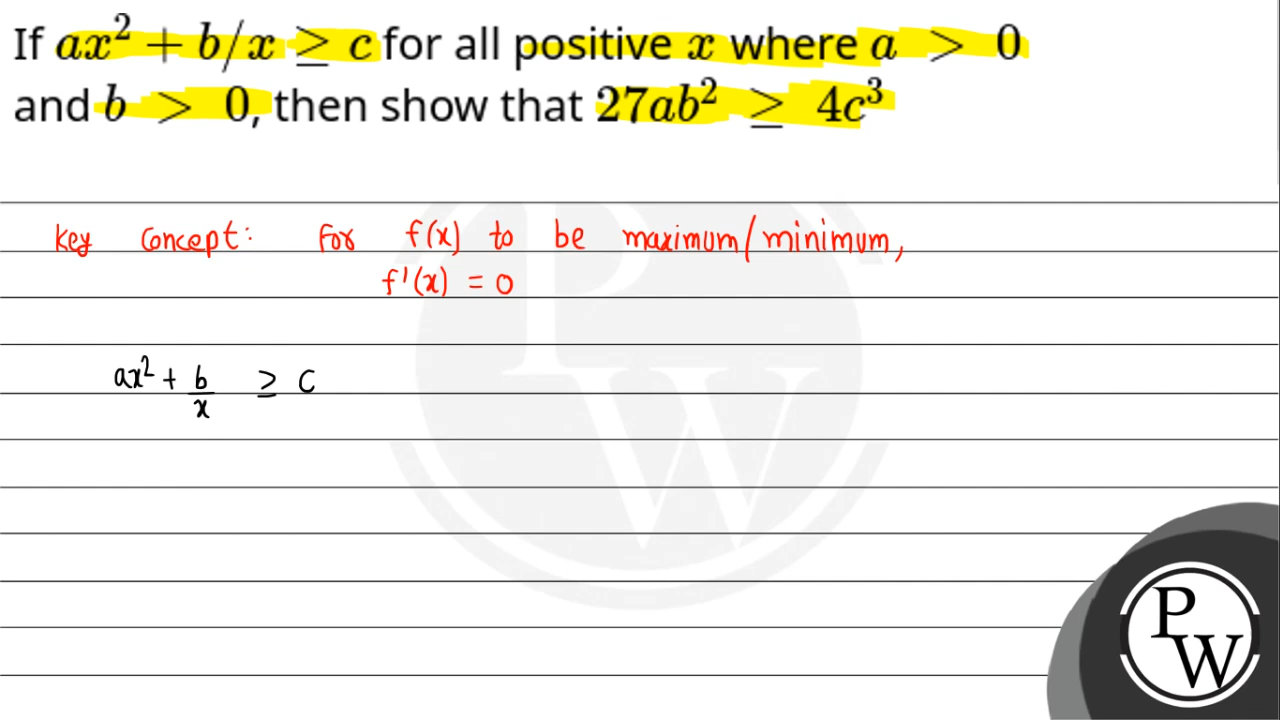 If ax² + b/x ≥ c for all positive x where a > 0
and b > 0, then show that 27ab² ≥ 4c³
Key Concept: For f(x) to be maximum/minimum,
f'(x) = 0
ax² + b/x ≥ c
P
W
P
W